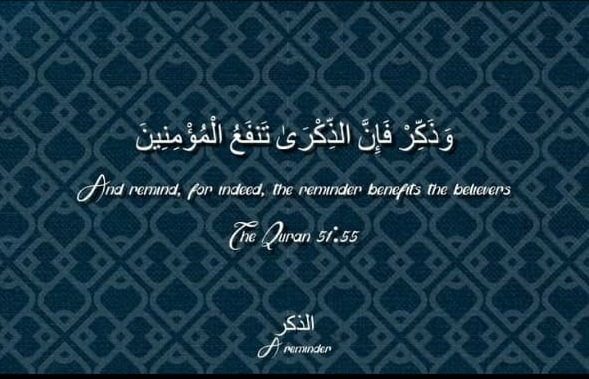 وَذَكِّرْ فَإِنَّ الذِّكْرَىٰ تَنفَعُ الْمُؤْمِنِينَ
And remind, for indeed, the reminder benefits the believers
The Quran 51:55
الذكر
A reminder